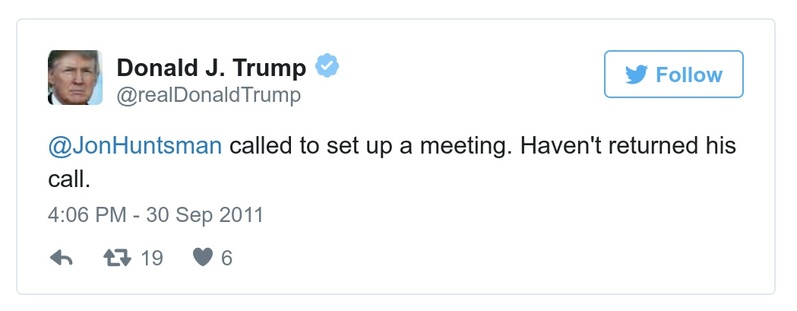 Donald J. Trump
@realDonaldTrump
Follow
@JonHuntsman called to set up a meeting. Haven't returned his
call.
4:06 PM - 30 Sep 2011
19 6